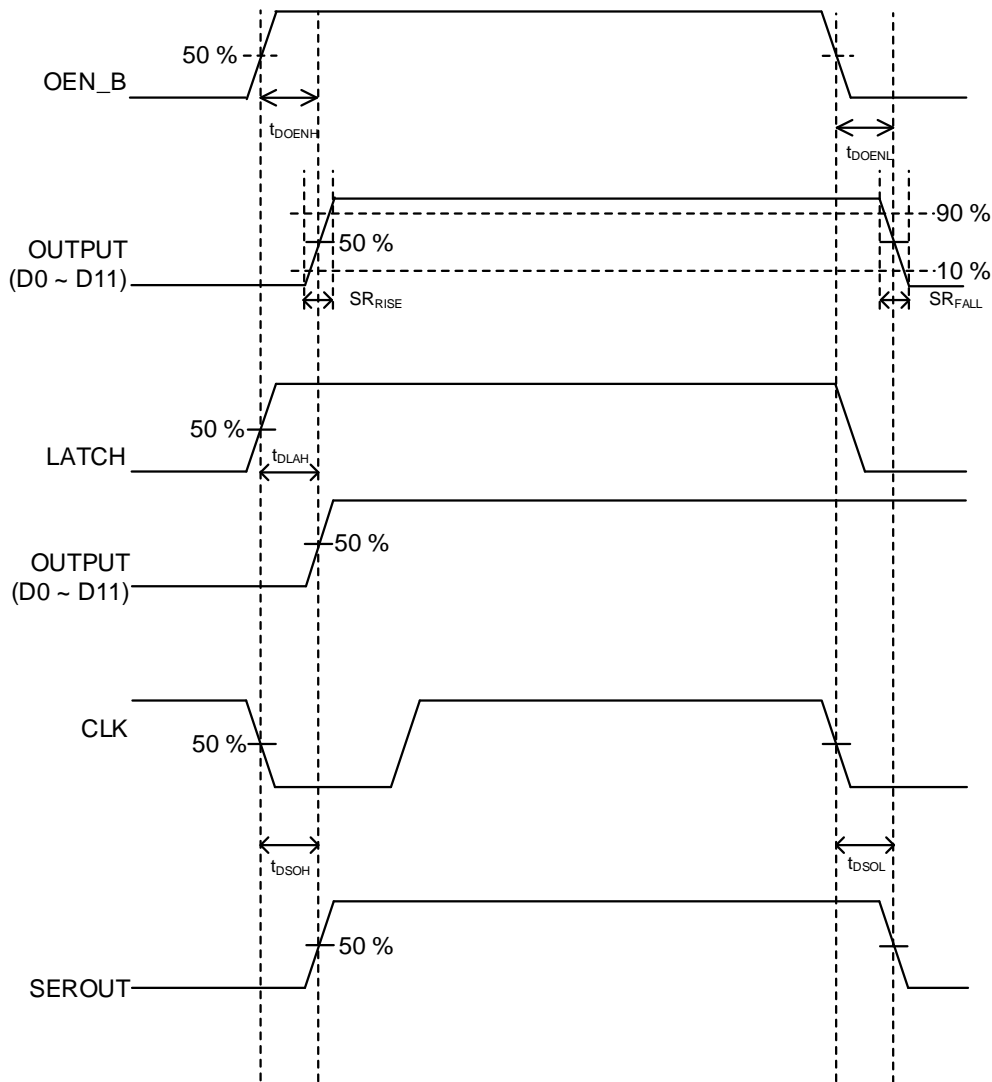 50 %
OEN_B
tDOENH
tDOENL
90 %
50 %
OUTPUT
(D0 ~ D11)
10 %
SRRISE
SRFALL
50 %
LATCH
tDLAH
50 %
OUTPUT
(D0 ~ D11)
CLK
50 %
tDSOH
tDSOL
50 %
SEROUT